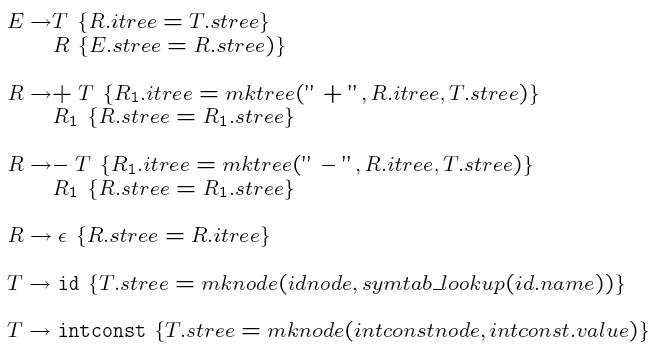 E →T {R.itree = T.stree}
R {E.stree = R.stree)}
R →+ T {R₁.itree = mktree(" + ", R.itree, T.stree)}
R₁ {R.stree = R₁.stree}
R →− T {R₁.itree = mktree(" − ", R.itree, T.stree)}
R₁ {R.stree = R₁.stree}
R → ϵ {R.stree = R.itree}
T → id {T.stree = mknode(idnode, symtab_lookup(id.name))}
T → intconst {T.stree = mknode(intconstnode, intconst.value)}